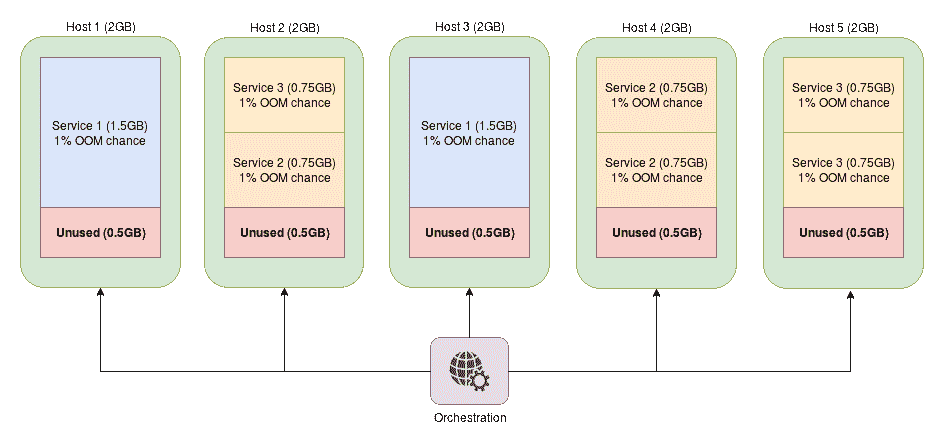 Host 1 (2GB)
Host 2 (2GB)
Host 3 (2GB)
Host 4 (2GB)
Host 5 (2GB)
Service 1 (1.5GB)
1% OOM chance
Unused (0.5GB)
Service 3 (0.75GB)
1% OOM chance
Service 2 (0.75GB)
1% OOM chance
Unused (0.5GB)
Service 1 (1.5GB)
1% OOM chance
Unused (0.5GB)
Service 2 (0.75GB)
1% OOM chance
Service 2 (0.75GB)
1% OOM chance
Unused (0.5GB)
Service 3 (0.75GB)
1% OOM chance
Service 3 (0.75GB)
1% OOM chance
Unused (0.5GB)
Orchestration